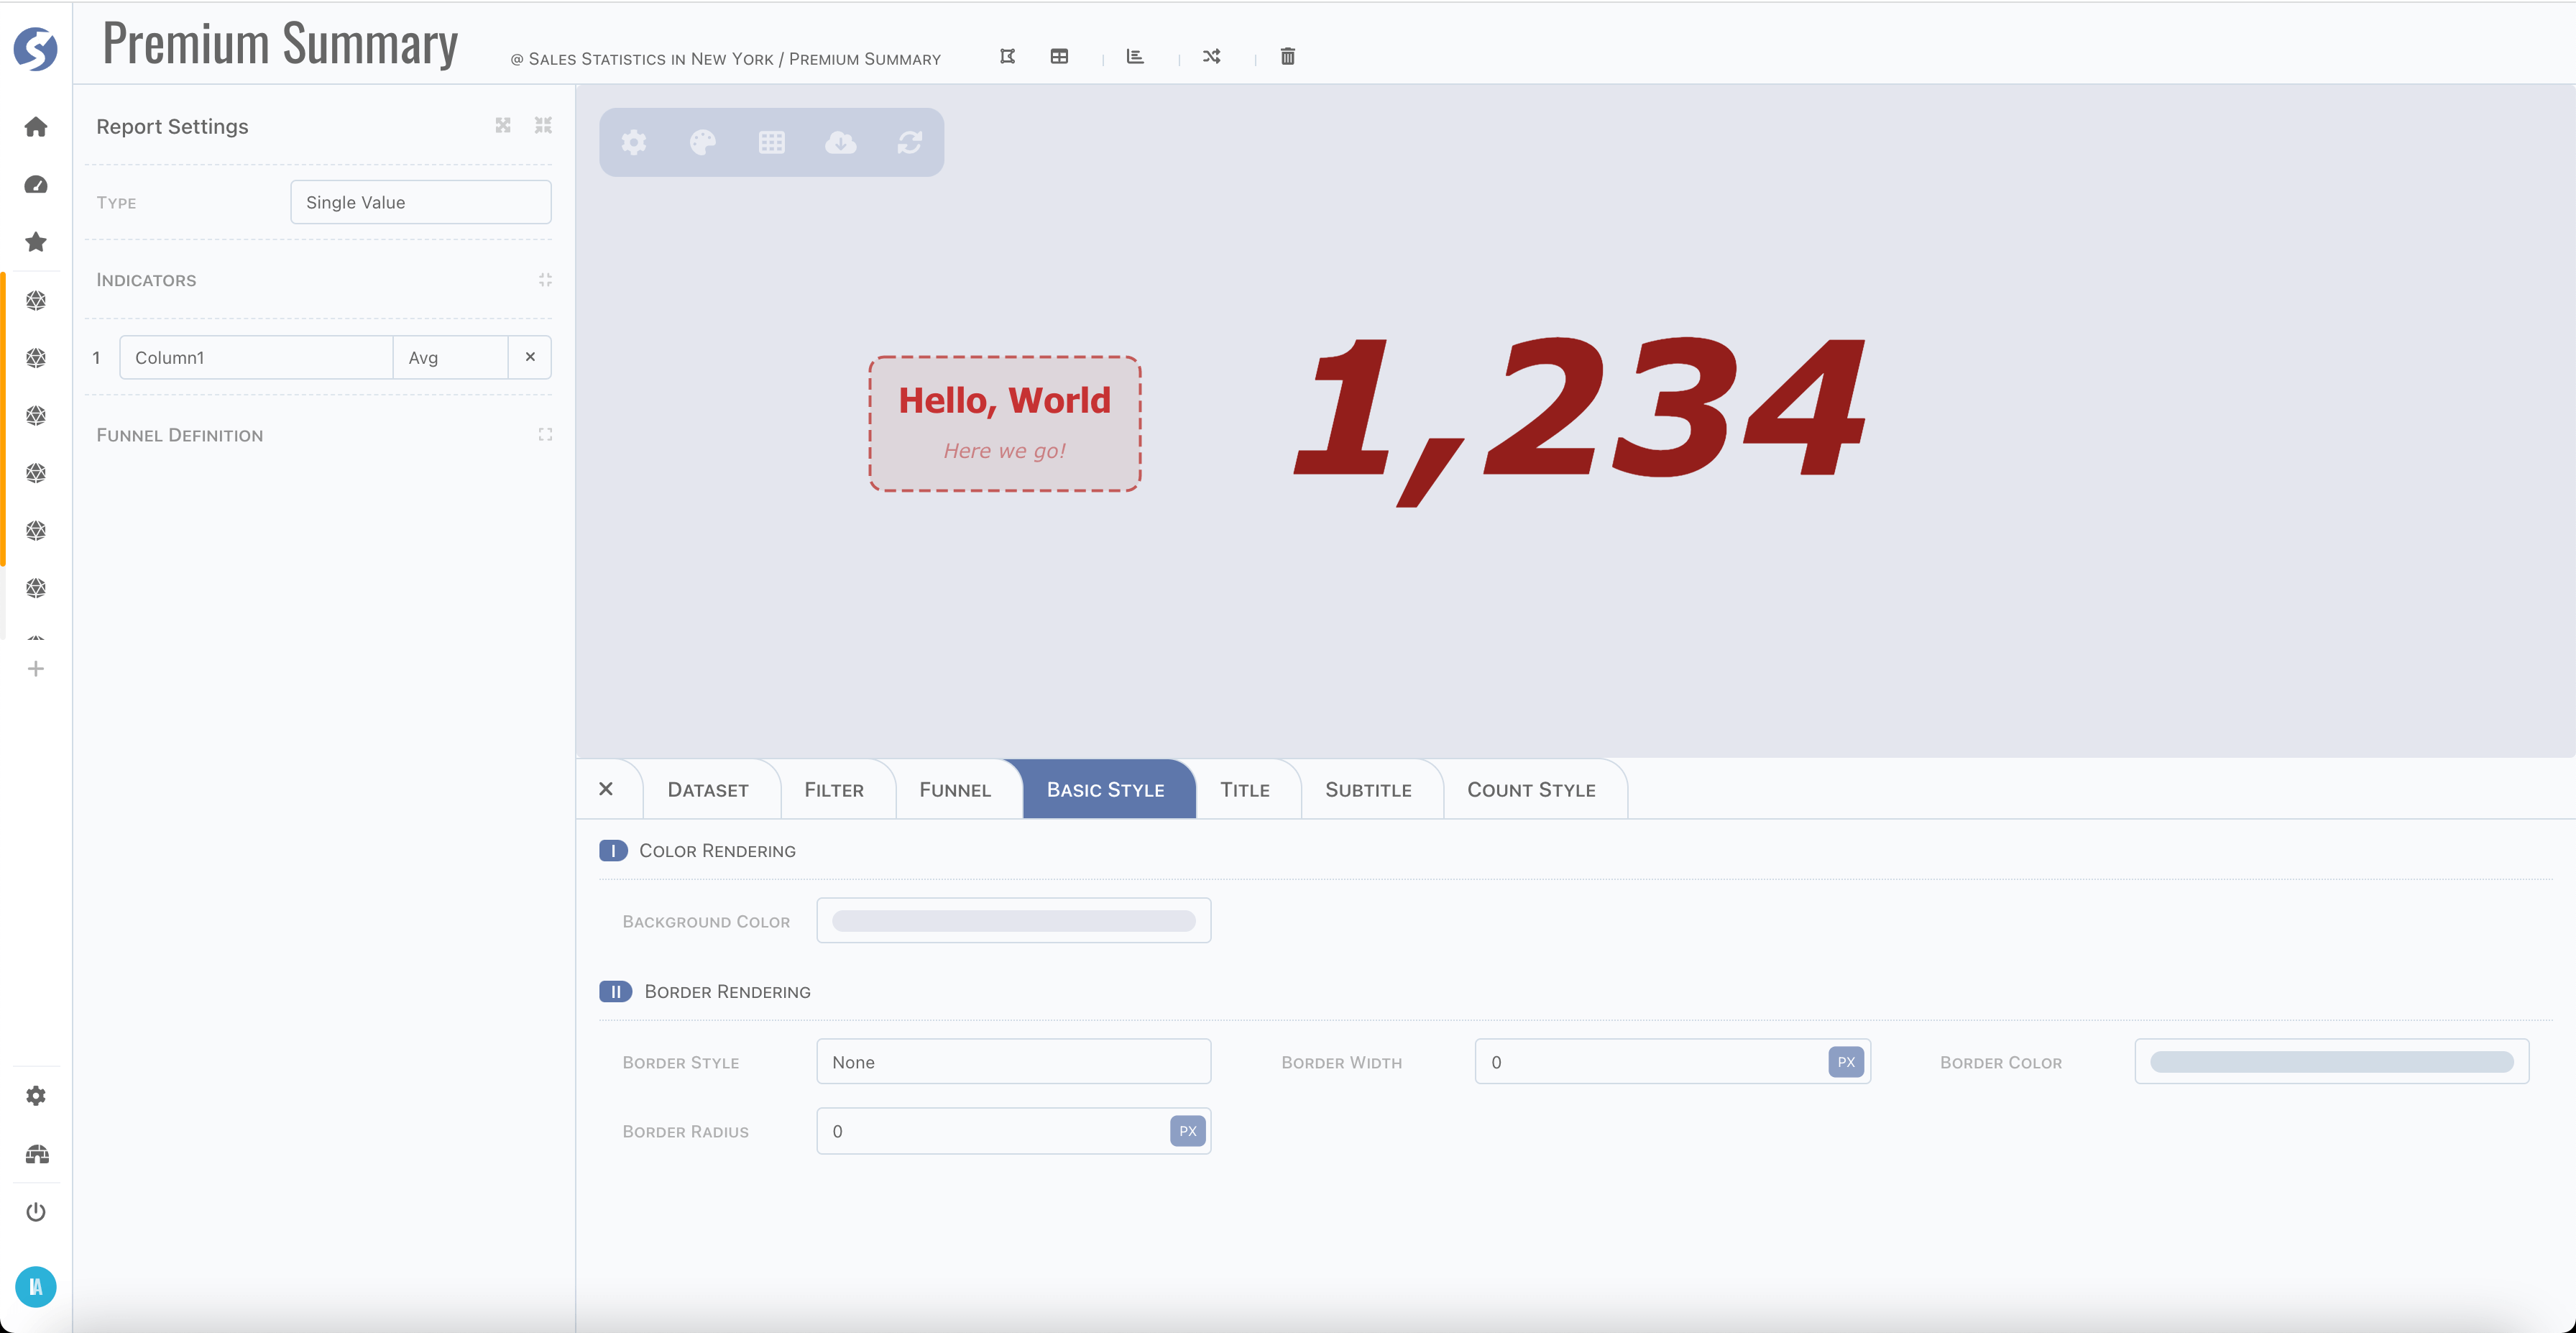 Premium Summary
@ Sales Statistics in New York / Premium Summary
Report Settings
Type
Single Value
Indicators
1
Column1
Avg
Funnel Definition
Hello, World
Here we go!
1,234
Dataset
Filter
Funnel
Basic Style
Title
Subtitle
Count Style
I Color Rendering
Background Color
II Border Rendering
Border Style
None
Border Width
0
PX
Border Color
Border Radius
0
PX
IA